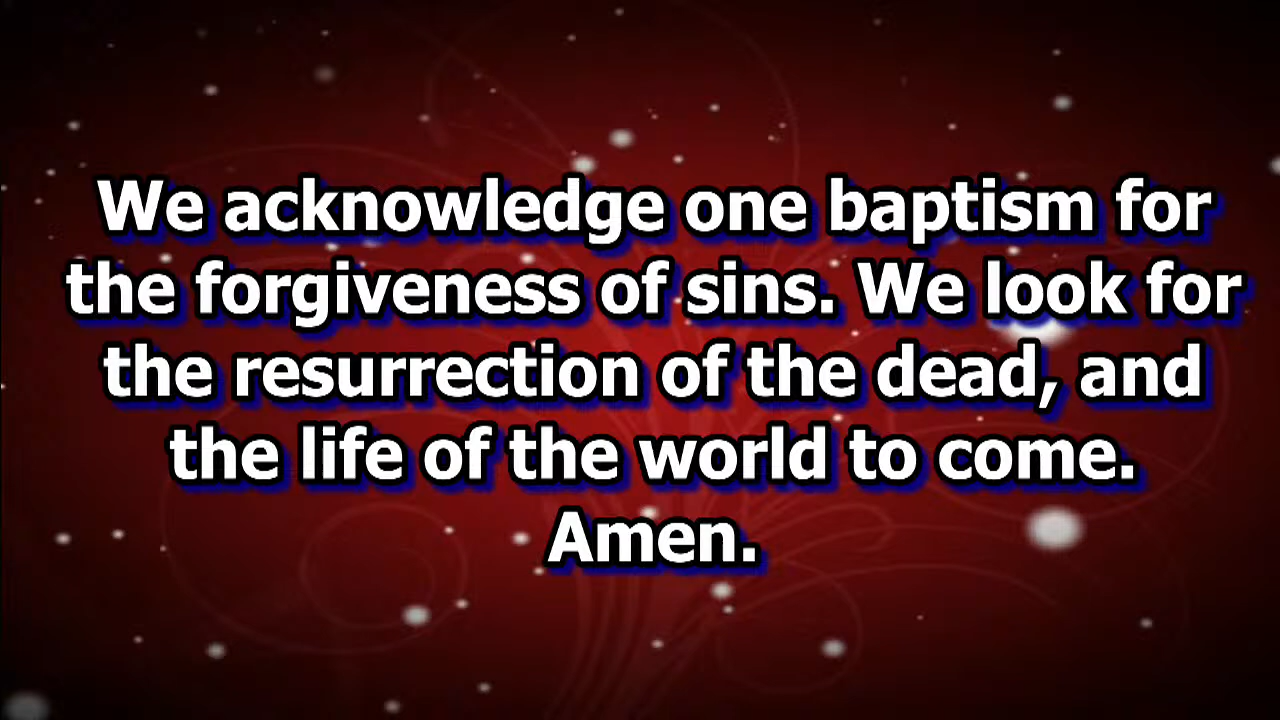 We acknowledge one baptism for
the forgiveness of sins. We look for
the resurrection of the dead, and
the life of the world to come.
Amen.